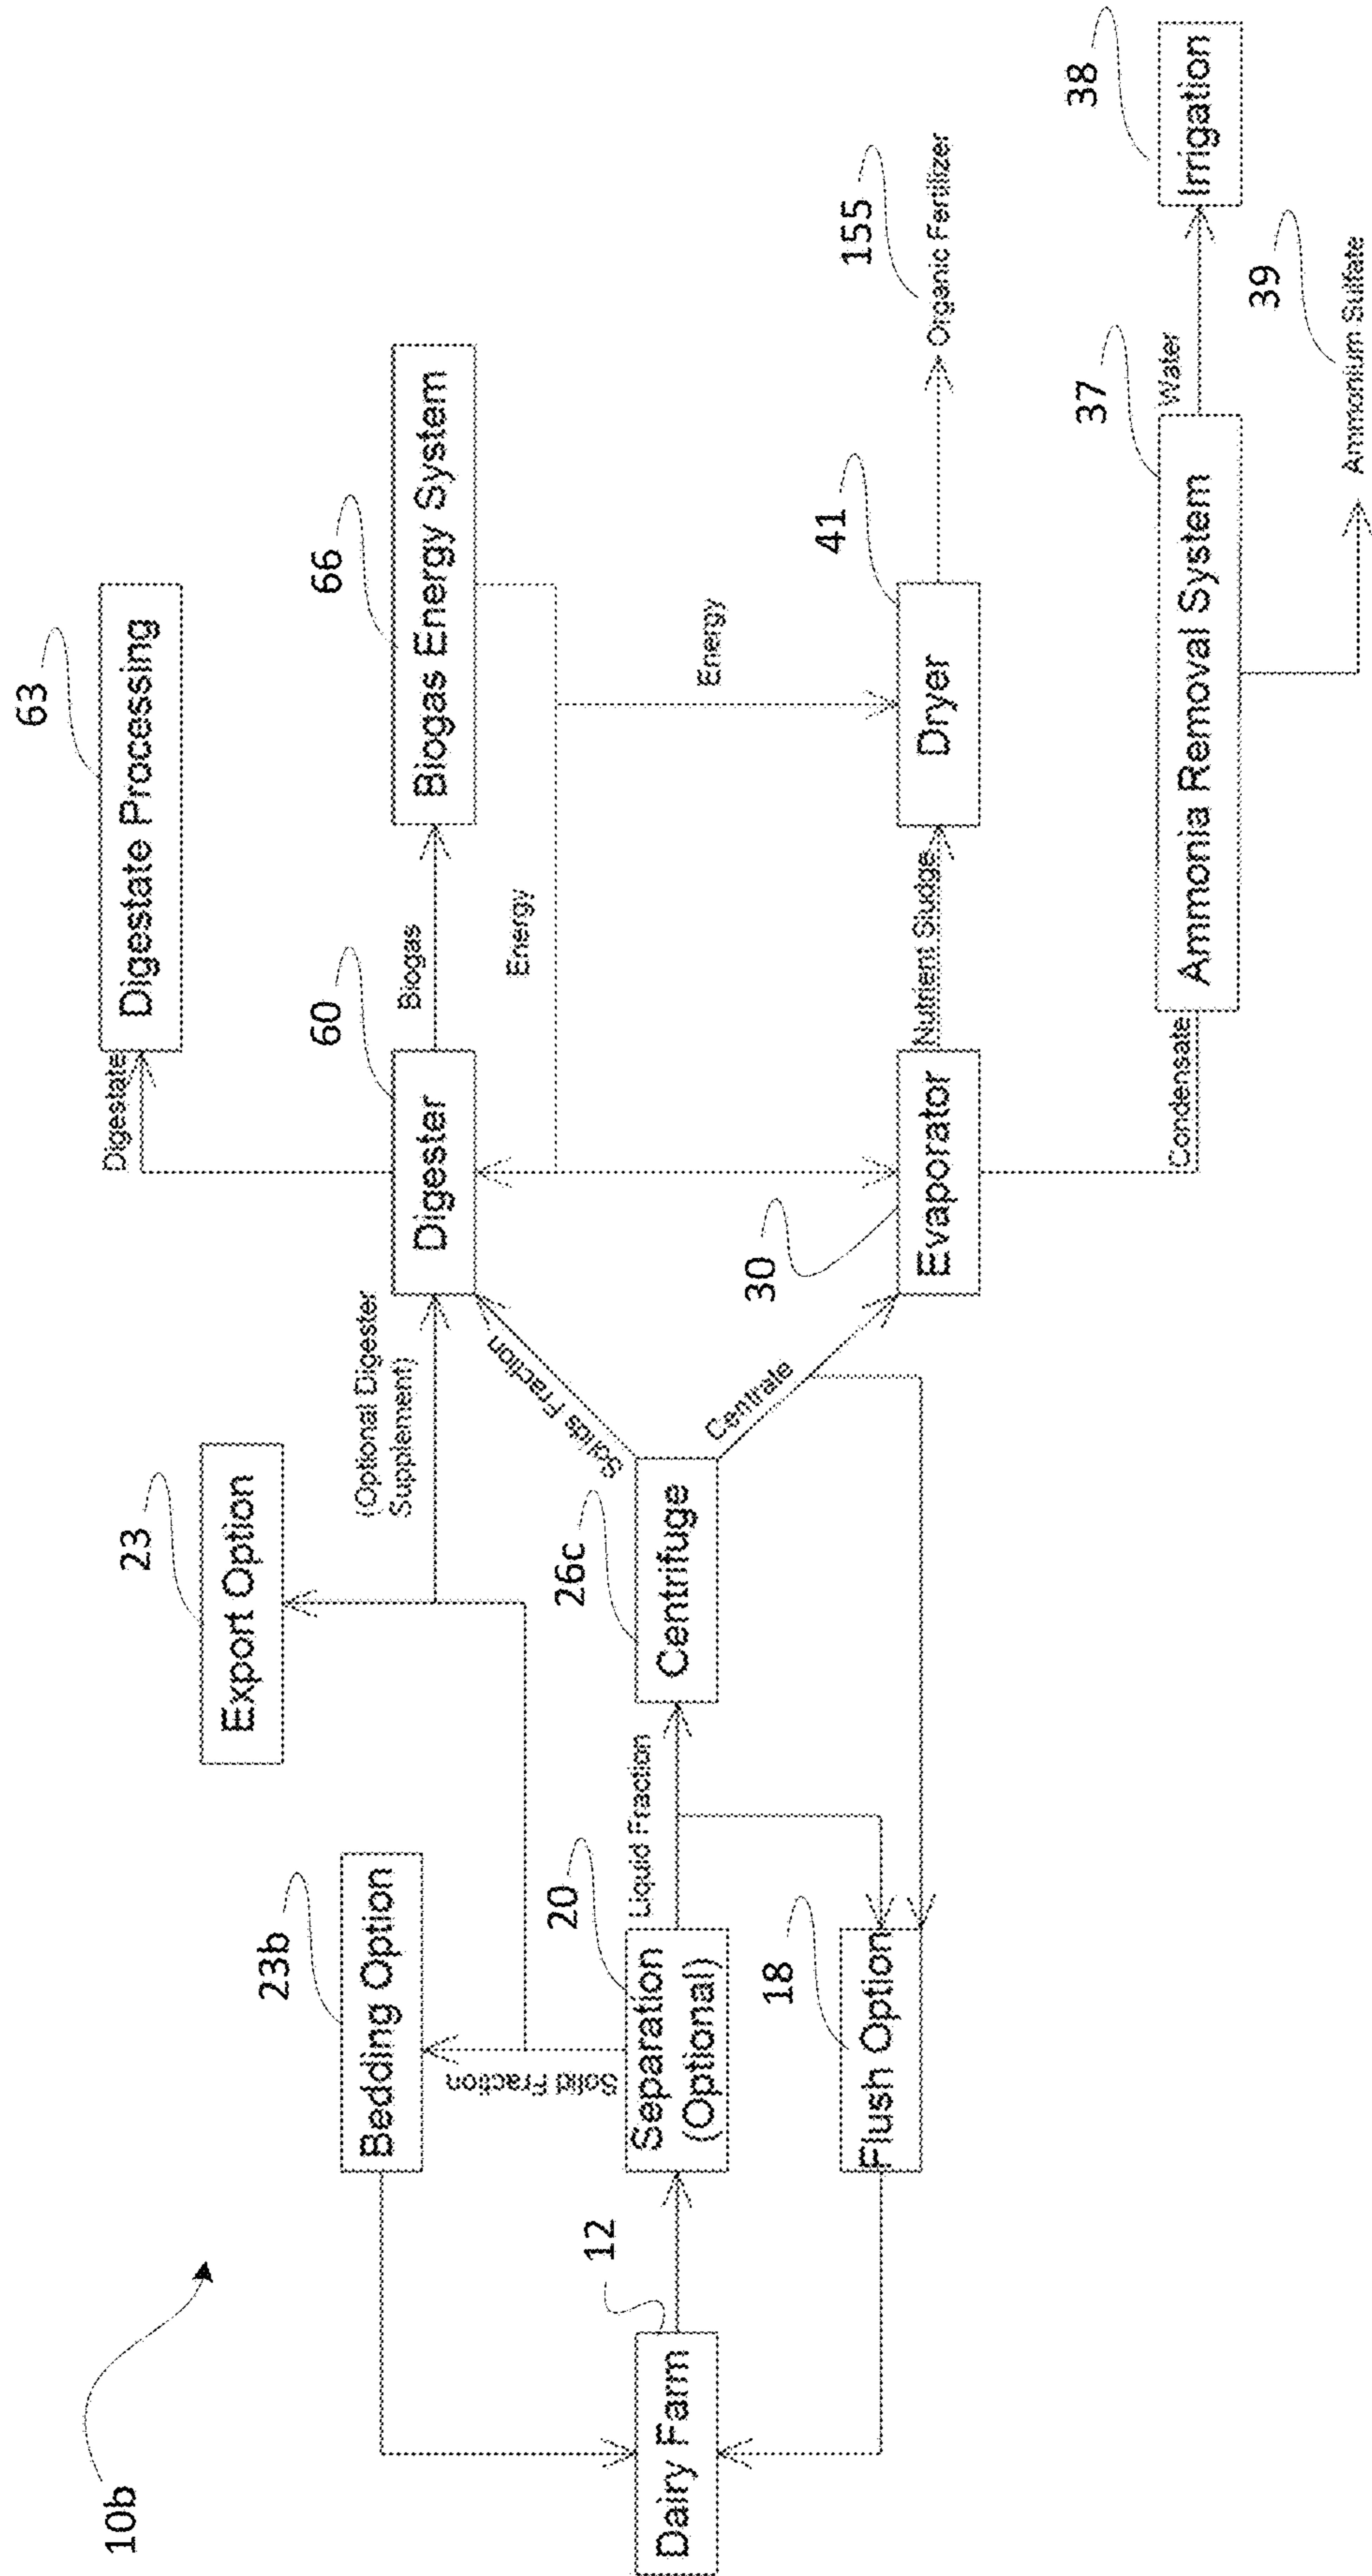 10b
Dairy Farm
12
Separation
(Optional)
20
Solid Fraction
Bedding Option
23b
Export Option
23
Liquid Fraction
Flush Option
18
Centrifuge
26c
Solids Fraction
Centrale
(Optional Digester
Supplement)
Digester
60
Digestate
Digestate Processing
63
Biogas
Biogas Energy System
66
Energy
Energy
Evaporator
30
Nutrient Sludge
Dryer
41
Organic Fertilizer
155
Condensate
Ammonia Removal System
37
Water
Irrigation
38
Ammonium Sulfate
39